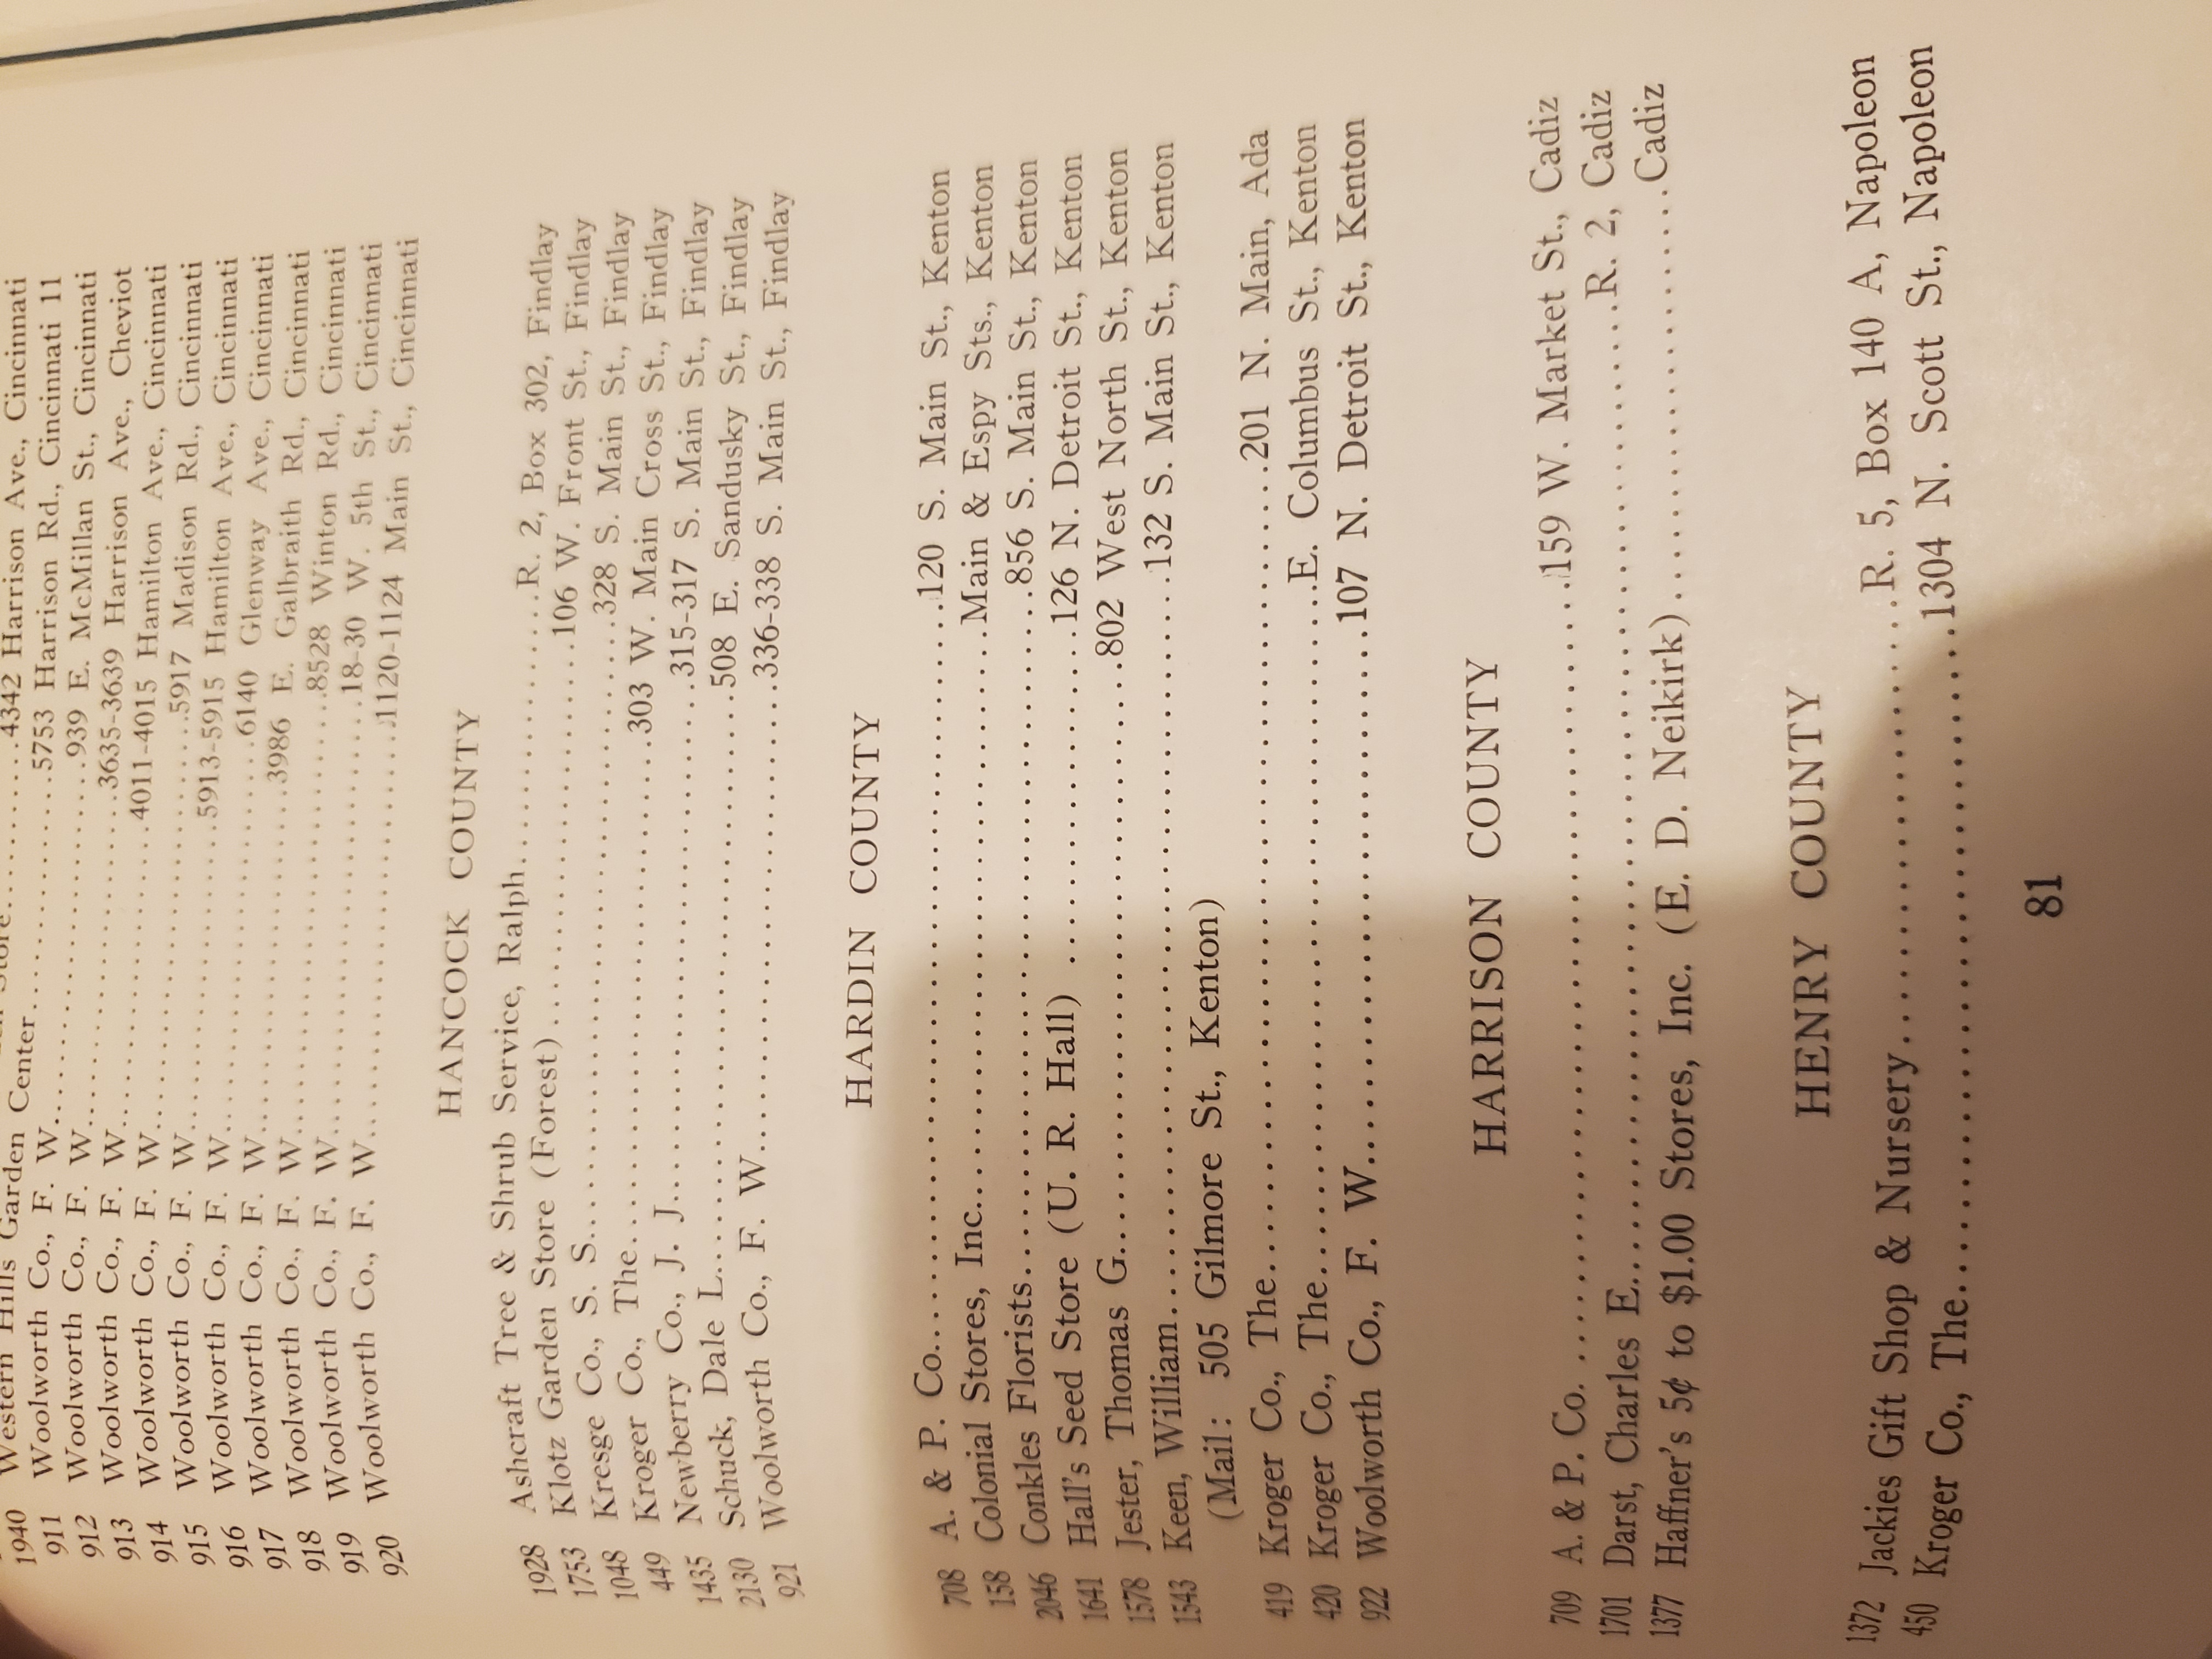 Store........4342 Harrison Ave., Cincinnati
1940 Western Hills Garden Center....................5753 Harrison Rd., Cincinnati 11
911 Woolworth Co., F. W.........................939 E. McMillan St., Cincinnati
912 Woolworth Co., F. W.....................3635-3639 Harrison Ave., Cheviot
913 Woolworth Co., F. W...................4011-4015 Hamilton Ave., Cincinnati
914 Woolworth Co., F. W.........................5917 Madison Rd., Cincinnati
915 Woolworth Co., F. W...................5913-5915 Hamilton Ave., Cincinnati
916 Woolworth Co., F. W.........................6140 Glenway Ave., Cincinnati
917 Woolworth Co., F. W.....................3986 E. Galbraith Rd., Cincinnati
918 Woolworth Co., F. W.........................8528 Winton Rd., Cincinnati
919 Woolworth Co., F. W.........................18-30 W. 5th St., Cincinnati
920 Woolworth Co., F. W.......................1120-1124 Main St., Cincinnati
HANCOCK COUNTY
1928 Ashcraft Tree & Shrub Service, Ralph.................R. 2, Box 302, Findlay
1753 Klotz Garden Store (Forest).......................106 W. Front St., Findlay
1048 Kresge Co., S. S...................................328 S. Main St., Findlay
449 Kroger Co., The...............................303 W. Main Cross St., Findlay
1435 Newberry Co., J. J.............................315-317 S. Main St., Findlay
2130 Schuck, Dale L...............................508 E. Sandusky St., Findlay
921 Woolworth Co., F. W...........................336-338 S. Main St., Findlay
HARDIN COUNTY
708 A. & P. Co.........................................120 S. Main St., Kenton
158 Colonial Stores, Inc.............................Main & Espy Sts., Kenton
2046 Conkles Florists..................................856 S. Main St., Kenton
1641 Hall's Seed Store (U. R. Hall) ..................126 N. Detroit St., Kenton
1578 Jester, Thomas G..............................802 West North St., Kenton
1543 Keen, William...................................132 S. Main St., Kenton
(Mail: 505 Gilmore St., Kenton)
419 Kroger Co., The........................................201 N. Main, Ada
420 Kroger Co., The.................................E. Columbus St., Kenton
922 Woolworth Co., F. W............................107 N. Detroit St., Kenton
HARRISON COUNTY
709 A. & P. Co. ....................................159 W. Market St., Cadiz
1701 Darst, Charles E.............................................R. 2, Cadiz
1377 Haffner's 5¢ to $1.00 Stores, Inc. (E. D. Neikirk)......................Cadiz
HENRY COUNTY
1372 Jackies Gift Shop & Nursery.....................R. 5, Box 140 A, Napoleon
450 Kroger Co., The.............................1304 N. Scott St., Napoleon
81